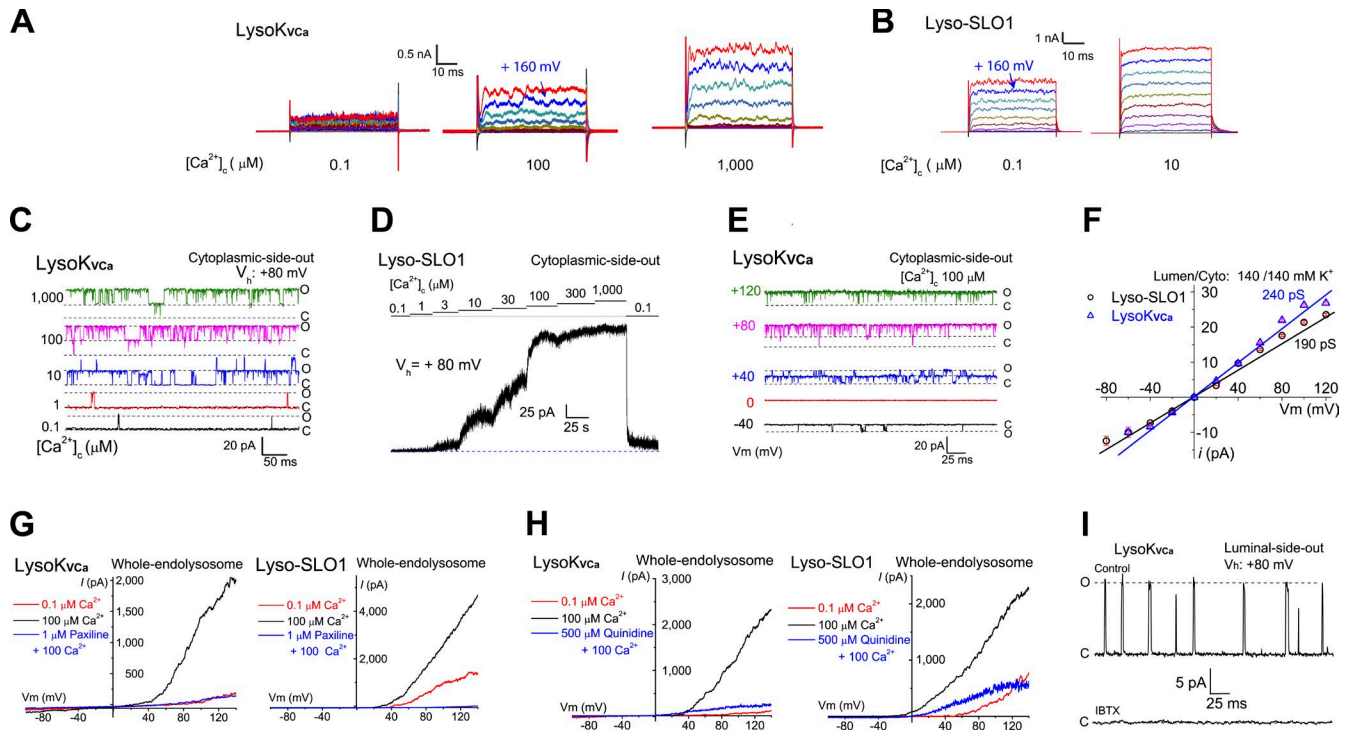 A
LysoKVCa
0.5 nA
10 ms
+ 160 mV
[Ca2+]c ( μM)
0.1
100
1,000
B
Lyso-SLO1
1 nA
10 ms
+ 160 mV
[Ca2+]c ( μM)
0.1
10
C
LysoKVCa
Cytoplasmic-side-out
Vh: +80 mV
1,000
O
C
100
10
1
0.1
O
C
[Ca2+]c (μM)
20 pA
50 ms
D
Lyso-SLO1
Cytoplasmic-side-out
[Ca2+]c (μM)
0.1 1 3 10 30 100 300 1,000 0.1
Vh= + 80 mV
25 pA
25 s
E
LysoKVCa
Cytoplasmic-side-out
[Ca2+]c 100 μM
+120
O
C
+80
O
C
+40
O
C
0
-40
C
O
Vm (mV)
20 pA
25 ms
F
Lumen/Cyto: 140 /140 mM K+
Lyso-SLO1
LysoKVCa
240 pS
190 pS
30
20
10
0
-10
-80 -40 40 80 120
Vm (mV)
i (pA)
G
LysoKVCa
Whole-endolysosome
I (pA)
2,000
1,500
1,000
500
0.1 μM Ca2+
100 μM Ca2+
1 μM Paxiline
+ 100 Ca2+
Vm (mV)
-80 -40 40 80 120
Lyso-SLO1
Whole-endolysosome
I (pA)
4,000
2,000
0.1 μM Ca2+
100 μM Ca2+
1 μM Paxiline
+ 100 Ca2+
Vm (mV)
-80 -40 40 80 120
H
LysoKVCa
Whole-endolysosome
I (pA)
3,000
2,000
1,000
0.1 μM Ca2+
100 μM Ca2+
500 μM Quinidine
+ 100 Ca2+
Vm (mV)
-80 -40 0 40 80 120
Lyso-SLO1
Whole-endolysosome
I (pA)
2,000
1,000
0.1 μM Ca2+
100 μM Ca2+
500 μM Quinidine
+ 100 Ca2+
Vm (mV)
-80 -40 0 40 80 120
I
LysoKVCa
Luminal-side-out
Vh: +80 mV
Control
O
C
5 pA
25 ms
IBTX
C